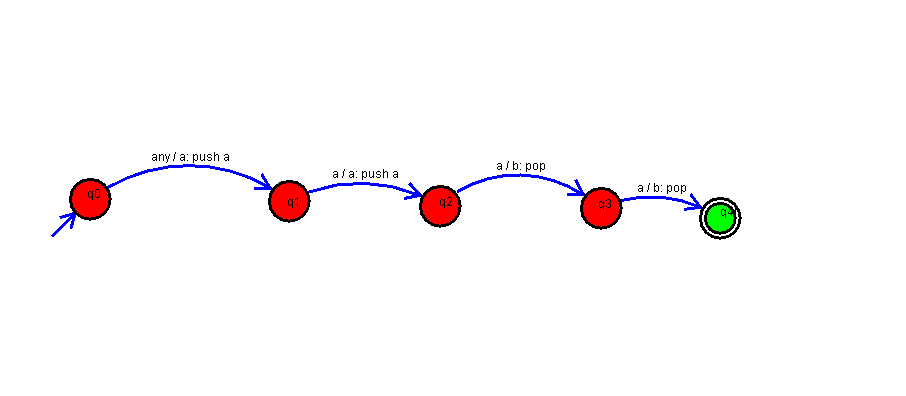 any / a: push a
a / a: push a
a / b: pop
a / b: pop
q0
q1
q2
q3
q4